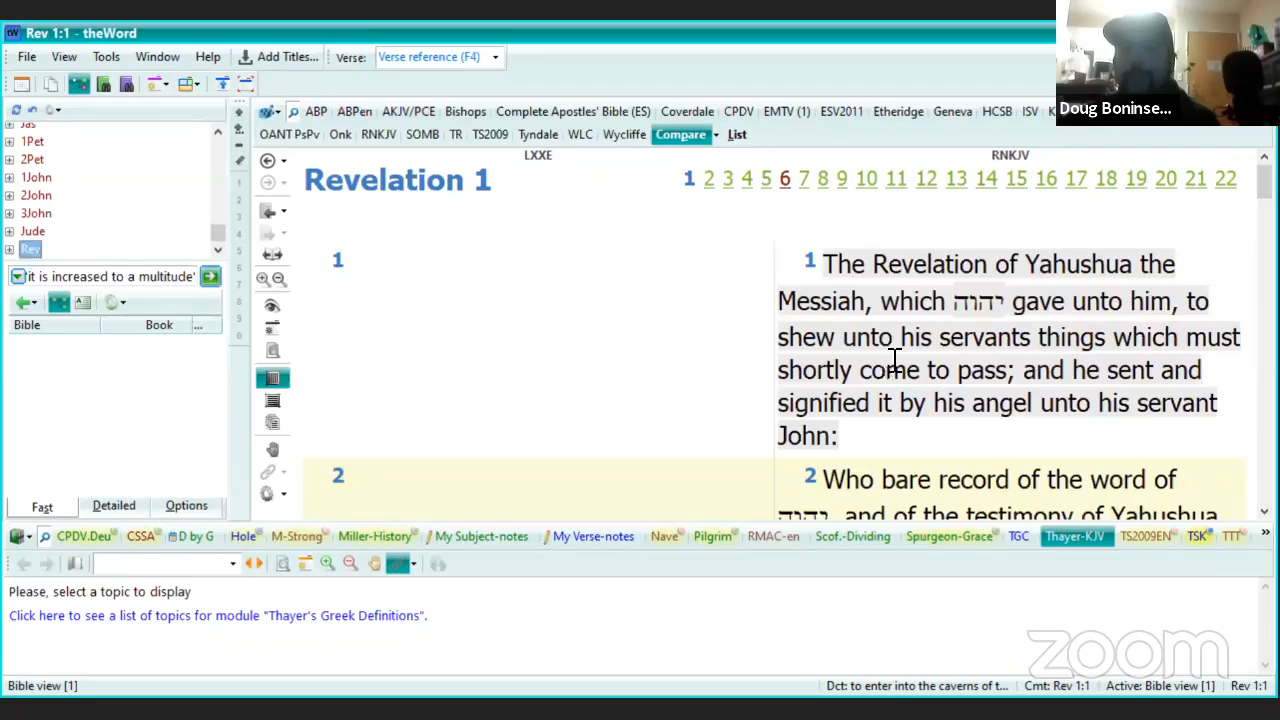 Rev 1:1 - theWord
File View Tools Window Help Add Titles... Verse: Verse reference (F4)
Doug Boninse...
ABP ABPen AKJV/PCE Bishops Complete Apostles' Bible (ES) Coverdale CPDV EMTV (1) ESV2011 Etheridge Geneva HCSB ISV
OANT PsPv Onk RNKJV SOMB TR TS2009 Tyndale WLC Wycliffe Compare List
Jas
1Pet
2Pet
1John
2John
3John
Jude
Rev
it is increased to a multitude'
Bible Book ...
Fast Detailed Options
LXXE RNKJV
Revelation 1 1 2 3 4 5 6 7 8 9 10 11 12 13 14 15 16 17 18 19 20 21 22
1
2
1 The Revelation of Yahushua the
Messiah, which יהוה gave unto him, to
shew unto his servants things which must
shortly come to pass; and he sent and
signified it by his angel unto his servant
John:
2 Who bare record of the word of
יהוה, and of the testimony of Yahushua
CPDV.Deu CSSA D by G Hole M-Strong Miller-History My Subject-notes My Verse-notes Nave Pilgrim RMAC-en Scof.-Dividing Spurgeon-Grace TGC Thayer-KJV TS2009EN TSK TTT »
Please, select a topic to display
Click here to see a list of topics for module "Thayer's Greek Definitions".
zoom
Bible view [1] Dct: to enter into the caverns of t... Cmt: Rev 1:1 Active: Bible view [1] Rev 1:1